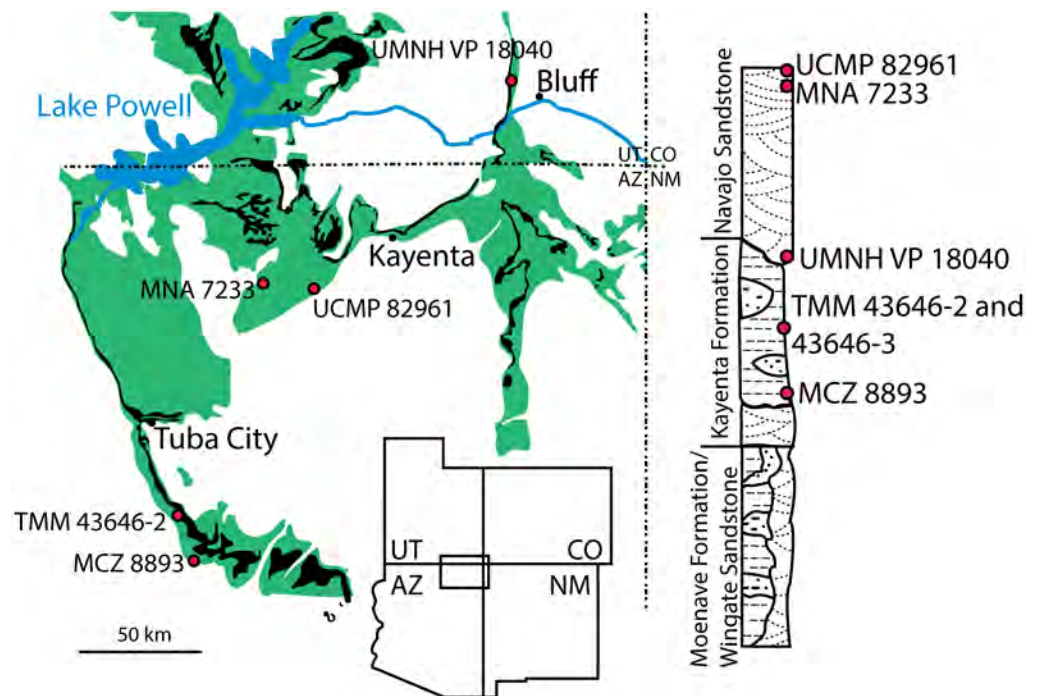 UMNH VP 18040
Bluff
Lake Powell
UT CO
AZ NM
Kayenta
MNA 7233
UCMP 82961
Tuba City
TMM 43646-2
MCZ 8893
50 km
UT
CO
AZ
NM
Navajo Sandstone
Kayenta Formation
Moenave Formation/
Wingate Sandstone
UCMP 82961
MNA 7233
UMNH VP 18040
TMM 43646-2 and
43646-3
MCZ 8893